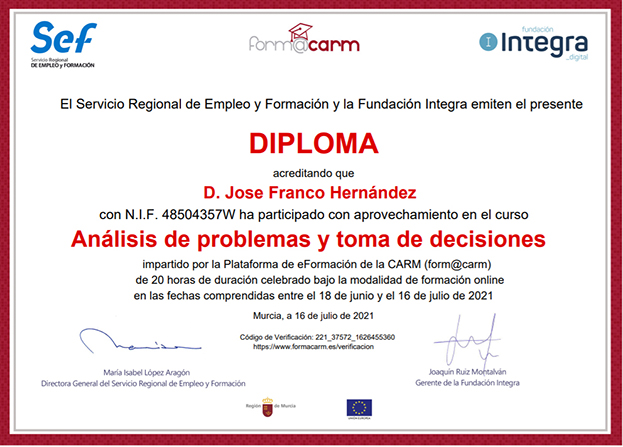 Sef
Servicio Regional
DE EMPLEO y FORMACIÓN
form@carm
fundación
Integra
_digital
El Servicio Regional de Empleo y Formación y la Fundación Integra emiten el presente
DIPLOMA
acreditando que
D. Jose Franco Hernández
con N.I.F. 48504357W ha participado con aprovechamiento en el curso
Análisis de problemas y toma de decisiones
impartido por la Plataforma de eFormación de la CARM (form@carm)
de 20 horas de duración celebrado bajo la modalidad de formación online
en las fechas comprendidas entre el 18 de junio y el 16 de julio de 2021
Murcia, a 16 de julio de 2021
Código de Verificación: 221_37572_1626455360
https://www.formacarm.es/verificacion
María Isabel López Aragón
Directora General del Servicio Regional de Empleo y Formación
Joaquín Ruiz Montalván
Gerente de la Fundación Integra
Región de Murcia
UNIÓN EUROPEA